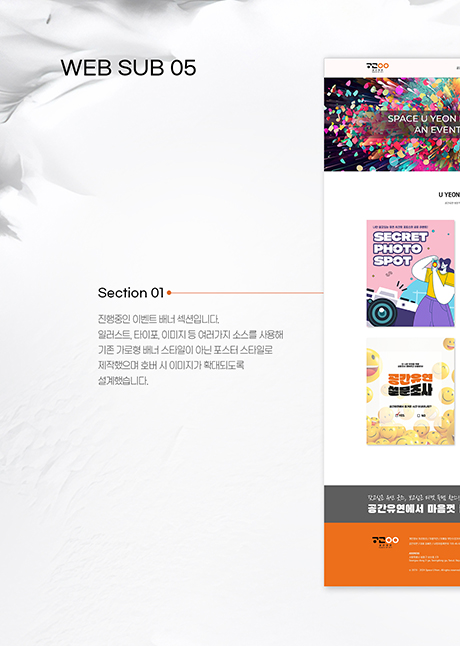 WEB SUB 05
SPACE U YEON
AN EVENT
U YEON
SECRET
PHOTO
SPOT
Section 01
진행중인 이벤트 배너 섹션입니다.
일러스트, 타이포, 이미지 등 여러가지 소스를 사용해
기존 가로형 배너 스타일이 아닌 포스터 스타일로
제작했으며 호버 시 이미지가 확대되도록
설계했습니다.
공간유연
설문조사
공간유연에서 마음껏